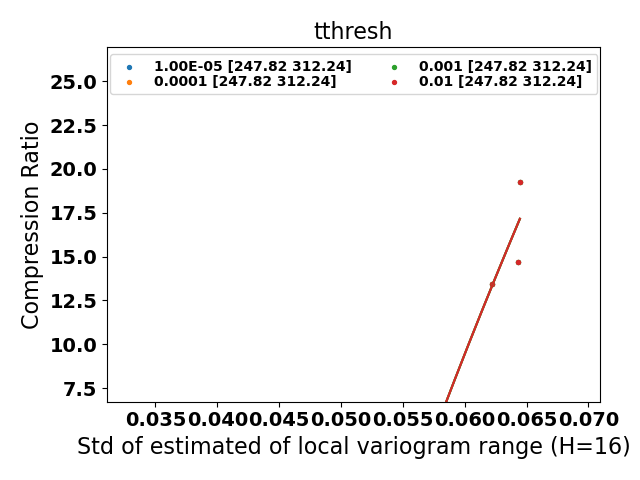 tthresh
1.00E-05 [247.82 312.24]
0.0001 [247.82 312.24]
0.001 [247.82 312.24]
0.01 [247.82 312.24]
Compression Ratio
25.0
22.5
20.0
17.5
15.0
12.5
10.0
7.5
0.035 0.040 0.045 0.050 0.055 0.060 0.065 0.070
Std of estimated of local variogram range (H=16)